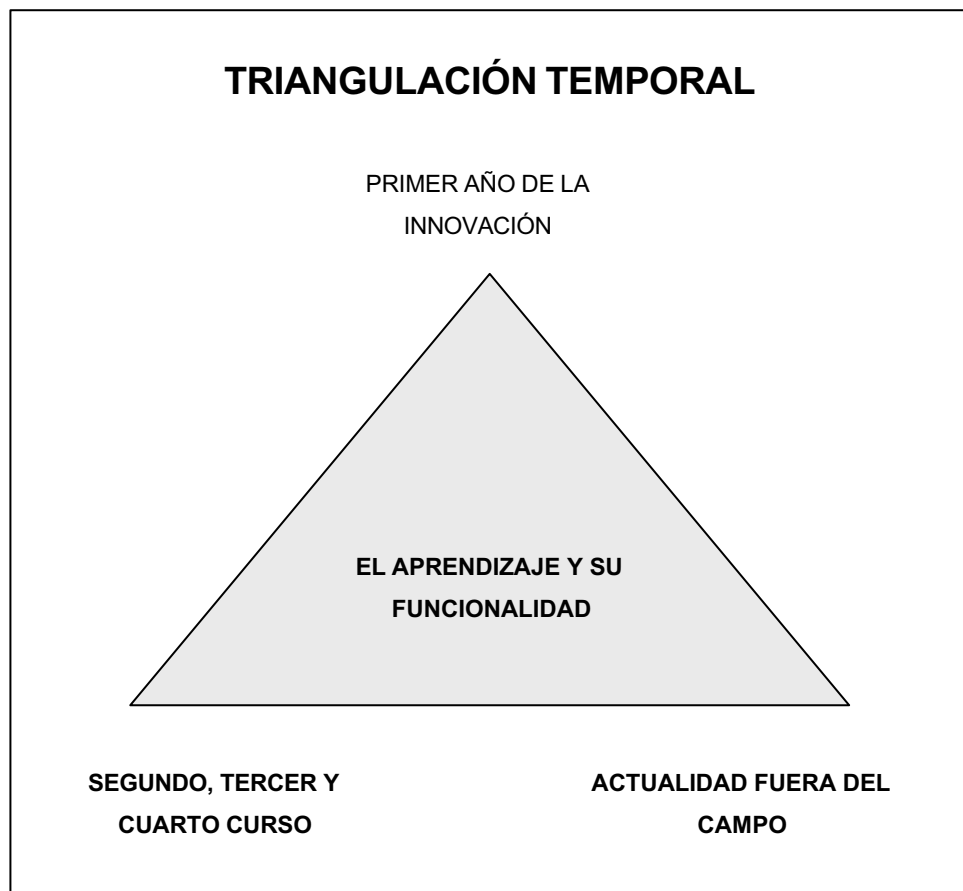 TRIANGULACIÓN TEMPORAL
PRIMER AÑO DE LA
INNOVACIÓN
EL APRENDIZAJE Y SU
FUNCIONALIDAD
SEGUNDO, TERCER Y
CUARTO CURSO
ACTUALIDAD FUERA DEL
CAMPO